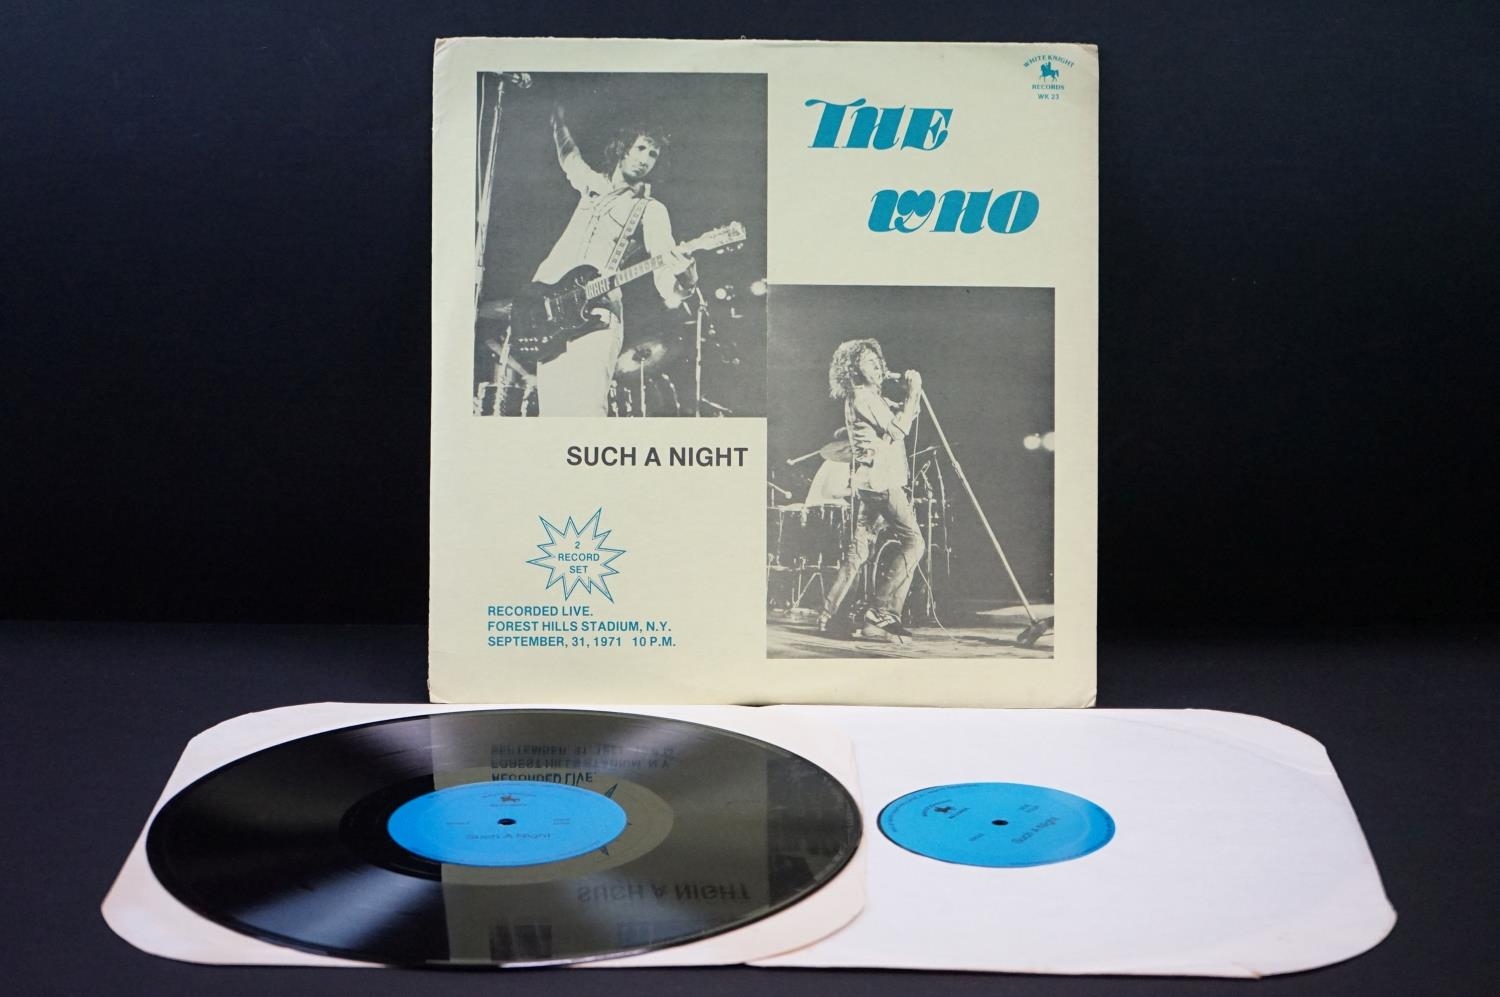 WHITE KNIGHT
RECORDS
WK 23
THE
WHO
SUCH A NIGHT
2
RECORD
SET
RECORDED LIVE.
FOREST HILLS STADIUM, N.Y.
SEPTEMBER, 31, 1971 10 P.M.
Such A Night
Such A Night